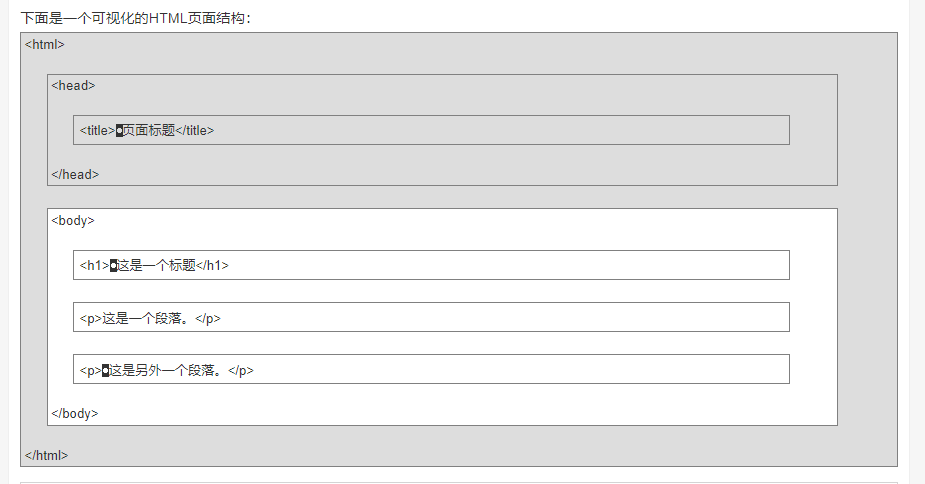 下面是一个可视化的HTML页面结构：
<html>
<head>
<title>◘页面标题</title>
</head>
<body>
<h1>◘这是一个标题</h1>
<p>这是一个段落。</p>
<p>◘这是另外一个段落。</p>
</body>
</html>